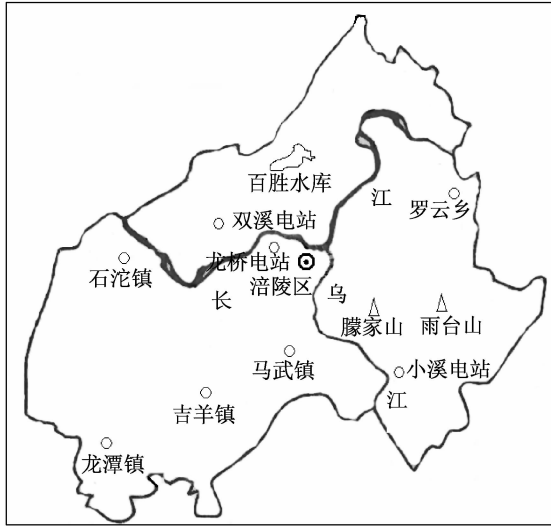 百胜水库
江
罗云乡
双溪电站
石沱镇
龙桥电站
涪陵区
长
乌
朦家山
雨台山
马武镇
小溪电站
吉羊镇
江
龙潭镇